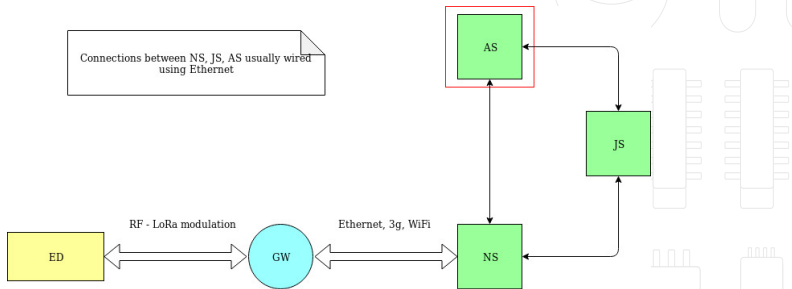 Connections between NS, JS, AS usually wired
using Ethernet
AS
JS
RF - LoRa modulation
Ethernet, 3g, WiFi
ED
GW
NS